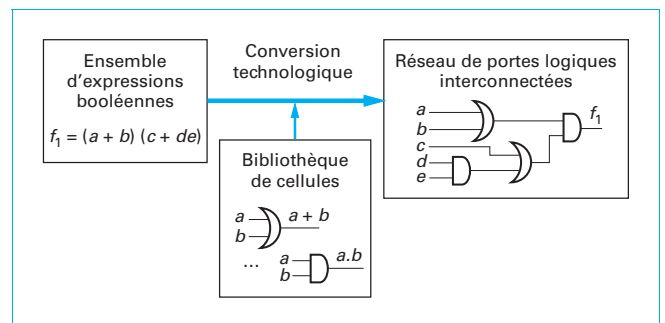 Ensemble
d'expressions
booléennes
f1 = (a + b) (c + de)
Conversion
technologique
Bibliothèque
de cellules
a
b
a + b
...
a
b
a.b
Réseau de portes logiques
interconnectées
a
b
c
d
e
f1